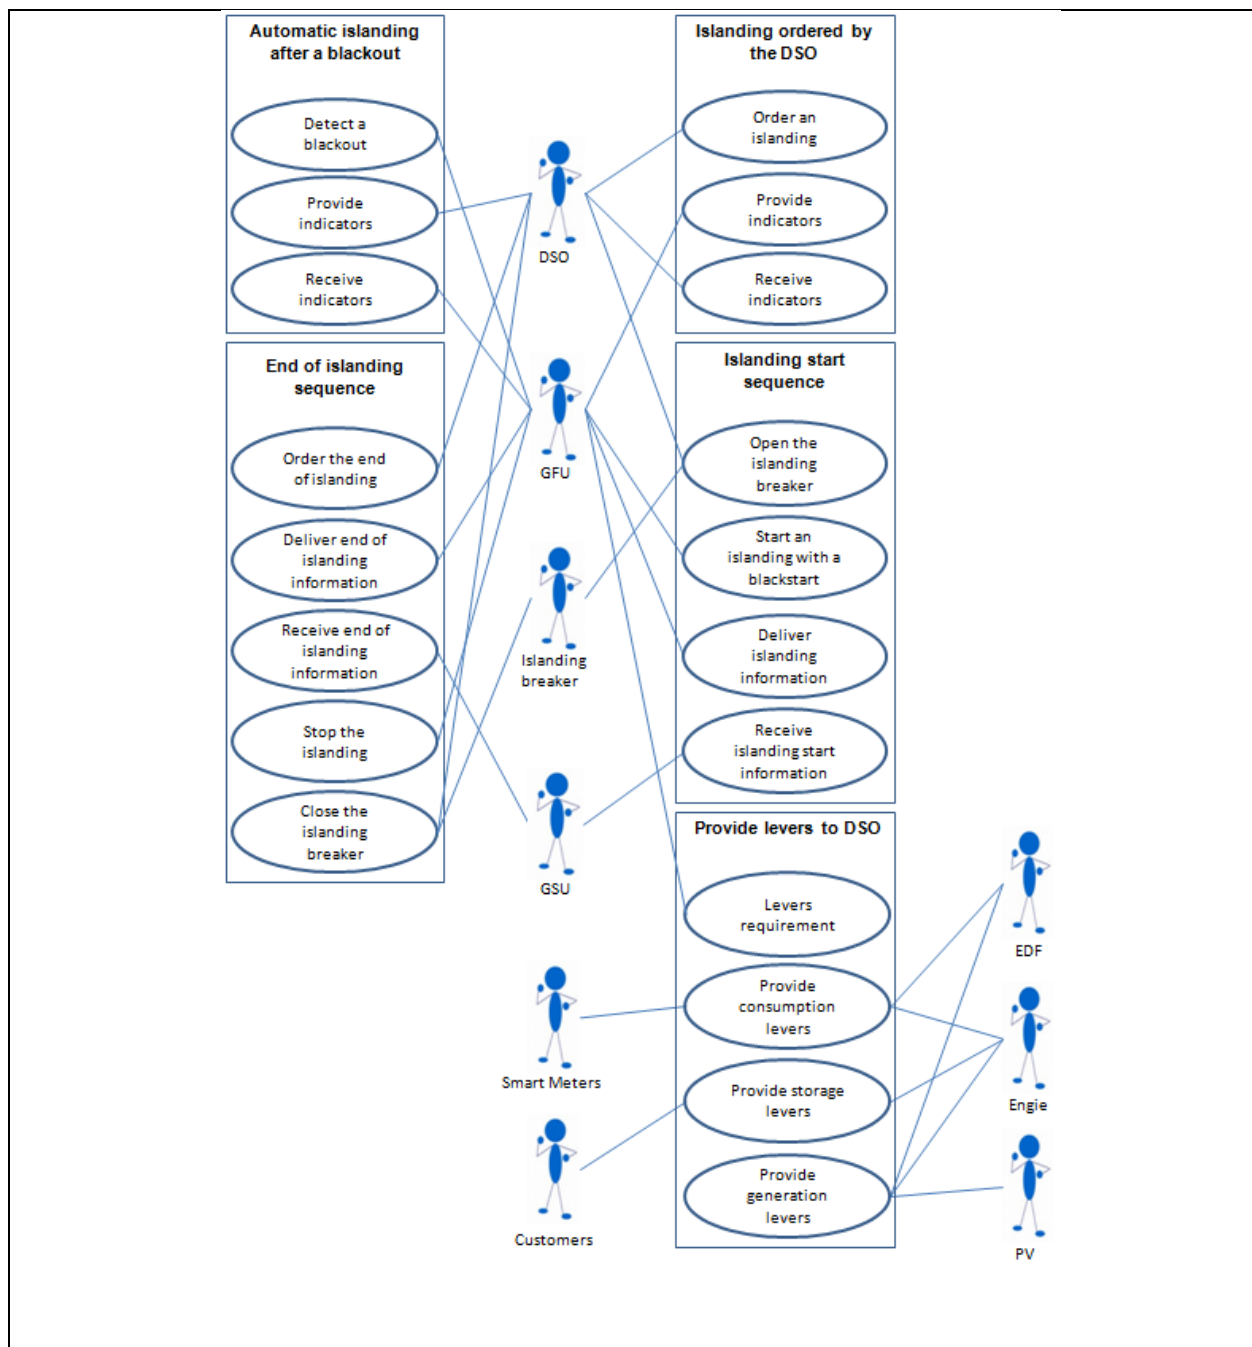 Automatic islanding
after a blackout
Detect a
blackout
Provide
indicators
Receive
indicators
End of islanding
sequence
Order the end
of islanding
Deliver end of
islanding
information
Receive end of
islanding
information
Stop the
islanding
Close the
islanding
breaker
DSO
GFU
Islanding
breaker
GSU
Smart Meters
Customers
Islanding ordered by
the DSO
Order an
islanding
Provide
indicators
Receive
indicators
Islanding start
sequence
Open the
islanding
breaker
Start an
islanding with a
blackstart
Deliver
islanding
information
Receive
islanding start
information
Provide levers to DSO
Levers
requirement
Provide
consumption
levers
Provide storage
levers
Provide
generation
levers
EDF
Engie
PV